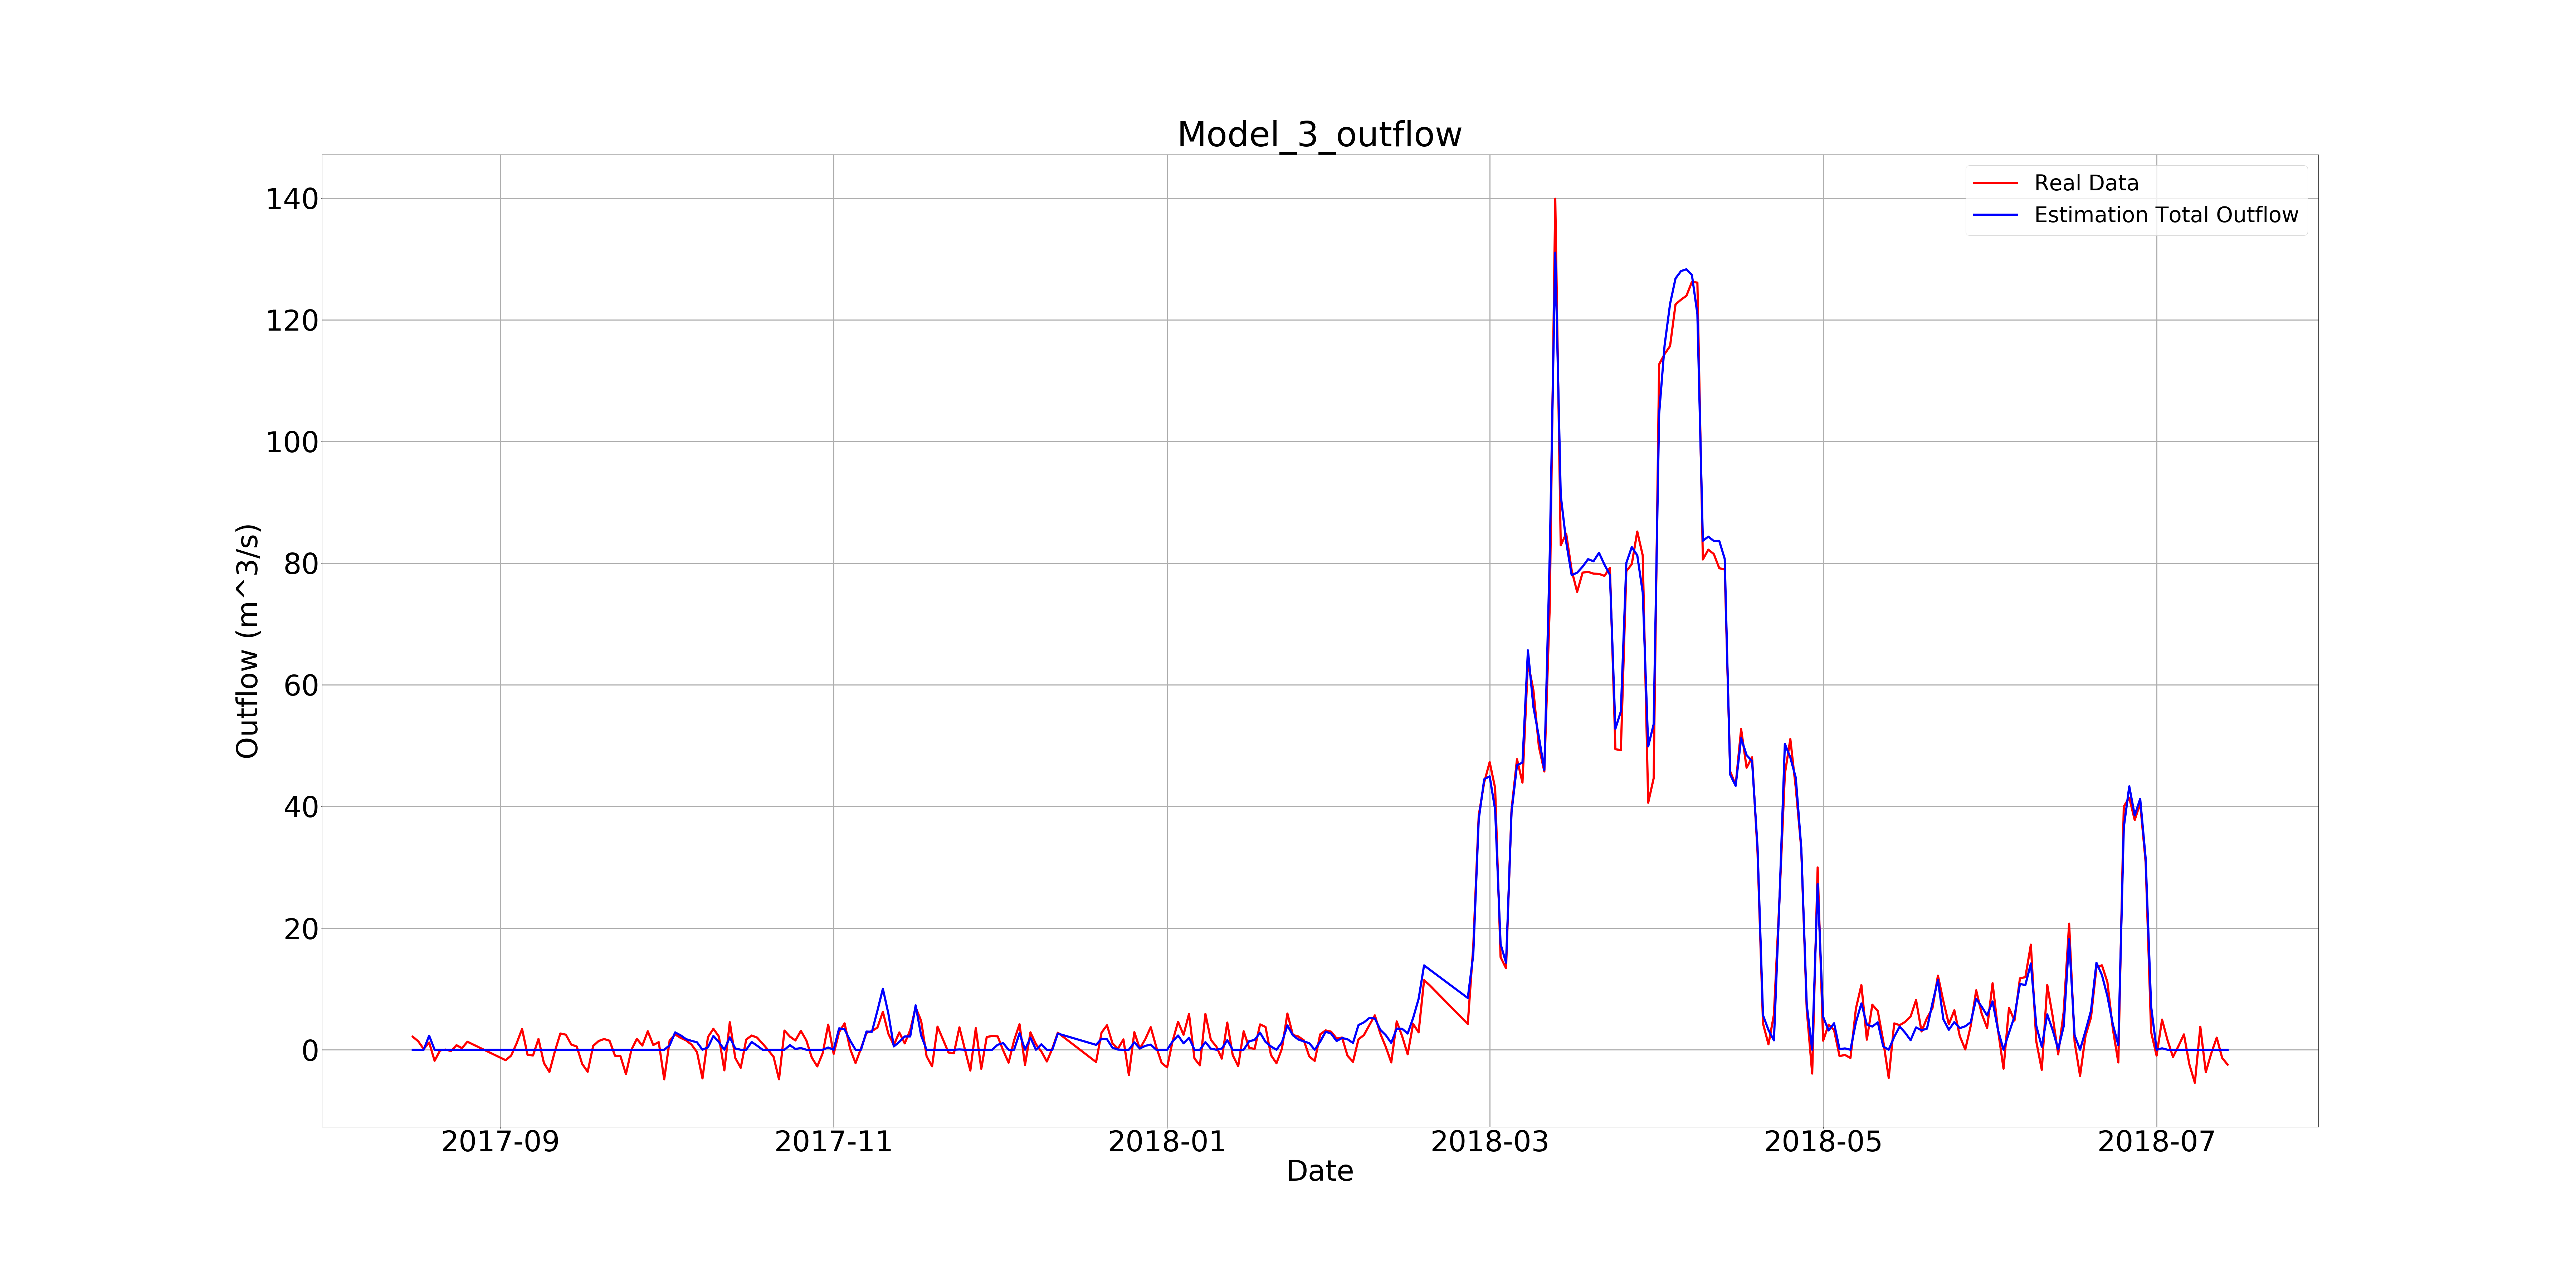 Model_3_outflow
Real Data
Estimation Total Outflow
140
120
100
80
60
40
20
0
Outflow (m^3/s)
2017-09 2017-11 2018-01 2018-03 2018-05 2018-07
Date